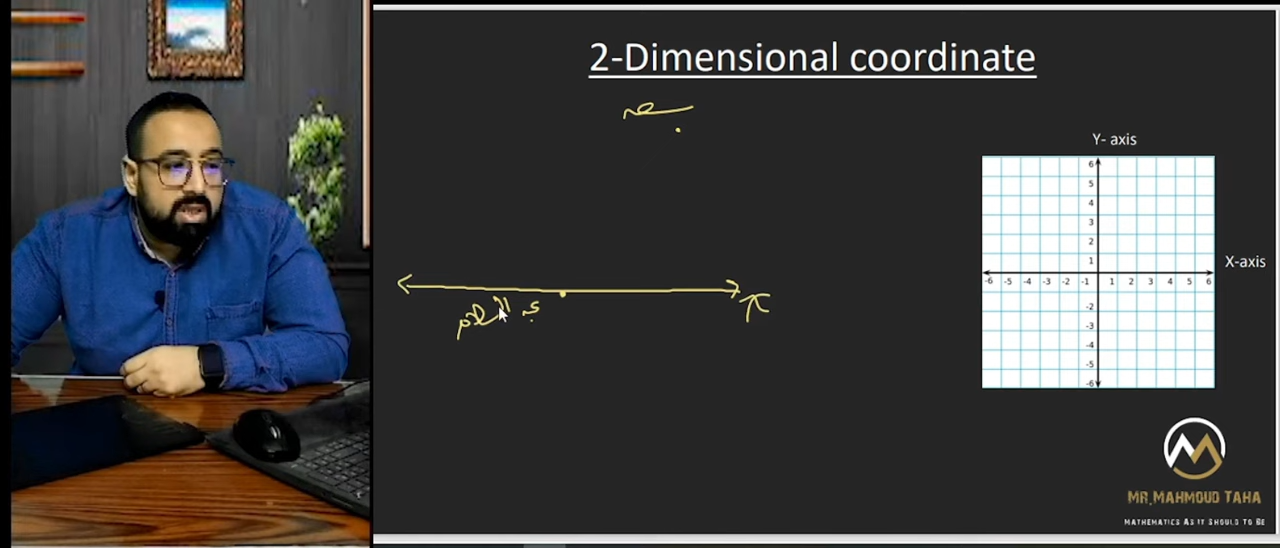 2-Dimensional coordinate
Y- axis
6
5
4
3
2
1
X-axis
-6 -5 -4 -3 -2 -1 1 2 3 4 5 6
-2
-3
-4
-5
-6
x
MR.MAHMOUD TAHA
MATHEMATICS AS IT SHOULD TO BE